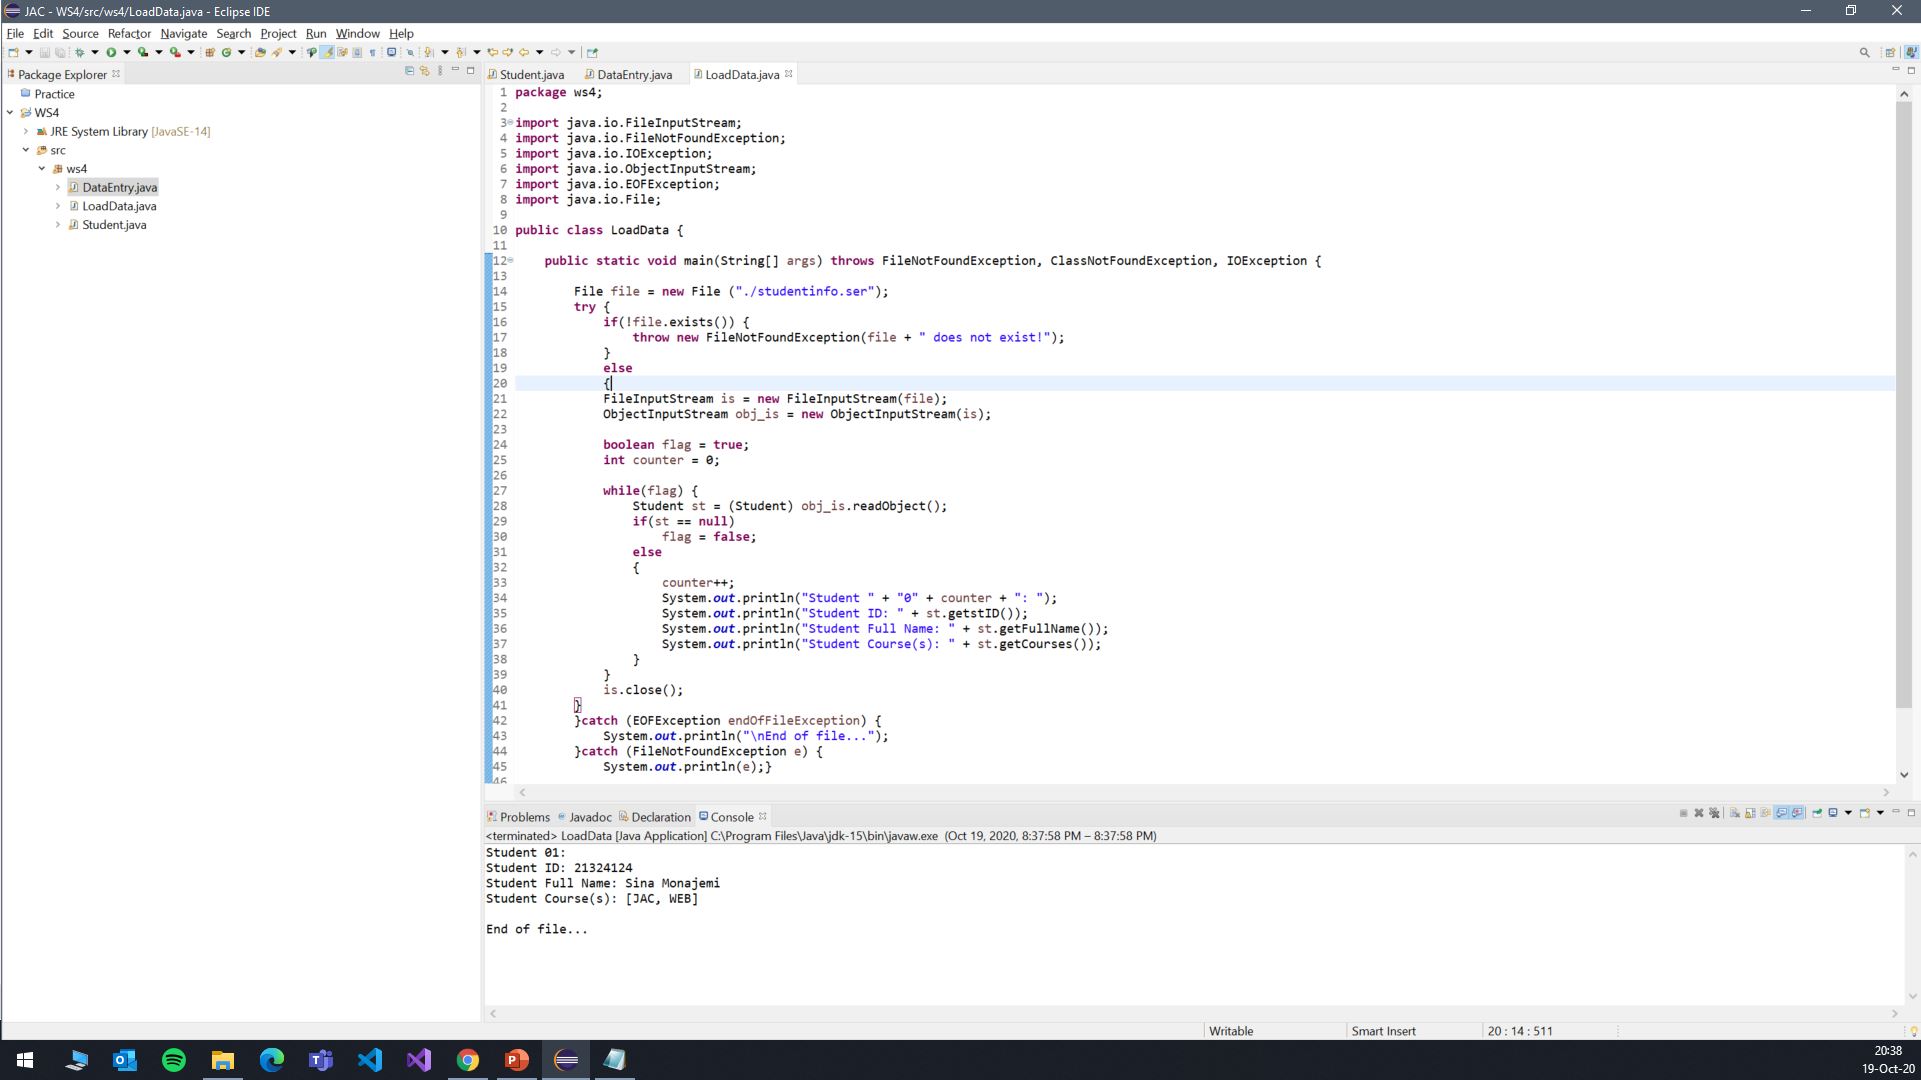 JAC - WS4/src/ws4/LoadData.java - Eclipse IDE
File Edit Source Refactor Navigate Search Project Run Window Help
Package Explorer
Practice
WS4
JRE System Library [JavaSE-14]
src
ws4
DataEntry.java
LoadData.java
Student.java
Student.java DataEntry.java LoadData.java
1 package ws4;
2
3 import java.io.FileInputStream;
4 import java.io.FileNotFoundException;
5 import java.io.IOException;
6 import java.io.ObjectInputStream;
7 import java.io.EOFException;
8 import java.io.File;
9
10 public class LoadData {
11
12 public static void main(String[] args) throws FileNotFoundException, ClassNotFoundException, IOException {
13
14 File file = new File ("./studentinfo.ser");
15 try {
16 if(!file.exists()) {
17 throw new FileNotFoundException(file + " does not exist!");
18 }
19 else
20 {
21 FileInputStream is = new FileInputStream(file);
22 ObjectInputStream obj_is = new ObjectInputStream(is);
23
24 boolean flag = true;
25 int counter = 0;
26
27 while(flag) {
28 Student st = (Student) obj_is.readObject();
29 if(st == null)
30 flag = false;
31 else
32 {
33 counter++;
34 System.out.println("Student " + "0" + counter + ": ");
35 System.out.println("Student ID: " + st.getstID());
36 System.out.println("Student Full Name: " + st.getFullName());
37 System.out.println("Student Course(s): " + st.getCourses());
38 }
39 }
40 is.close();
41 }
42 }catch (EOFException endOfFileException) {
43 System.out.println("\nEnd of file...");
44 }catch (FileNotFoundException e) {
45 System.out.println(e);}
46
Problems Javadoc Declaration Console
<terminated> LoadData [Java Application] C:\Program Files\Java\jdk-15\bin\javaw.exe (Oct 19, 2020, 8:37:58 PM – 8:37:58 PM)
Student 01:
Student ID: 21324124
Student Full Name: Sina Monajemi
Student Course(s): [JAC, WEB]

End of file...
Writable Smart Insert 20 : 14 : 511
20:38
19-Oct-20